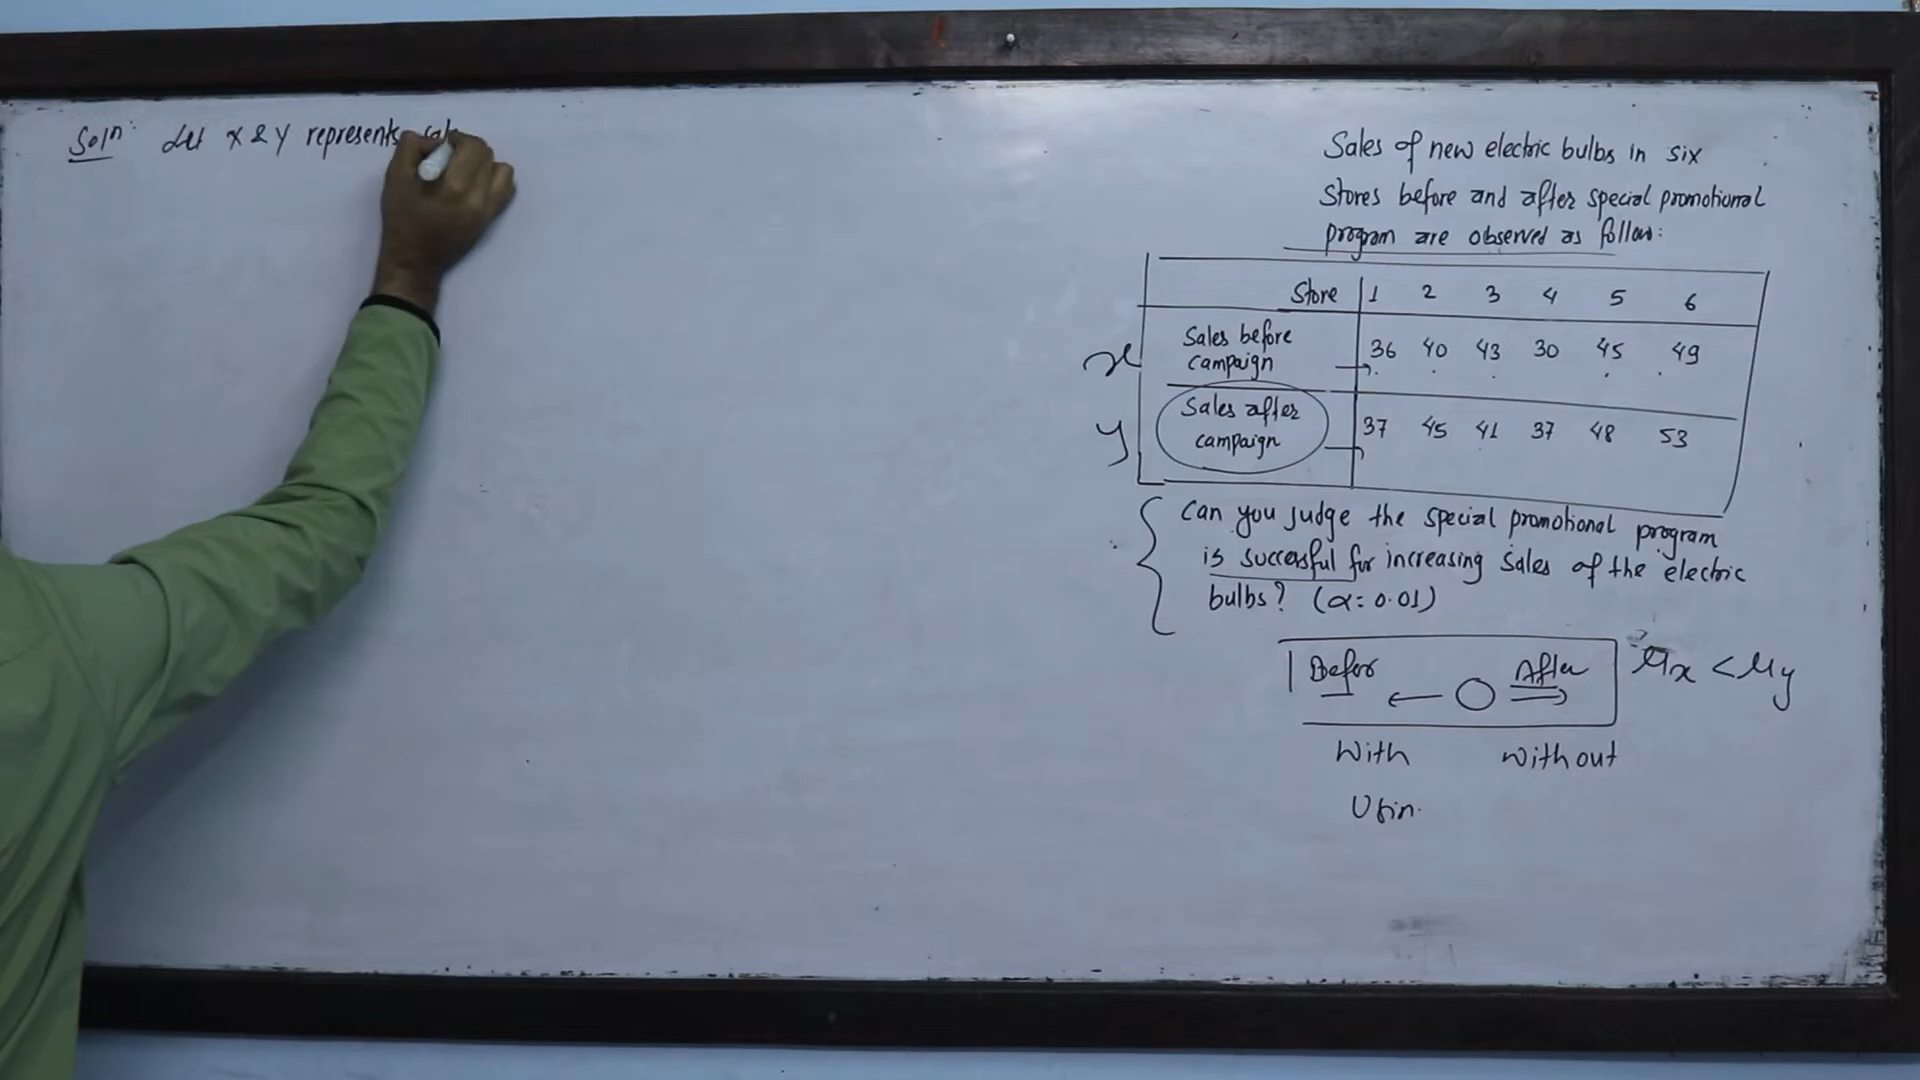 Soln: Let X & Y represents
Sales of new electric bulbs in six
stores before and after special promotional
program are observed as follow:
Store 1 2 3 4 5 6
Sales before
campaign 36 40 43 30 45 49
x
Sales after
campaign 37 45 41 37 48 53
y
Can you judge the special promotional program
is successful for increasing sales of the electric
bulbs? (α = 0.01)
Befor After
μx < μy
With without